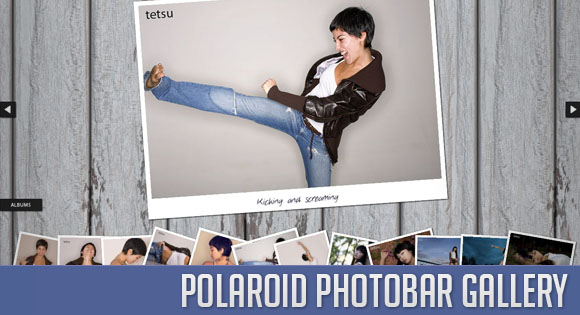 tetsu
Kicking and screaming
ALBUMS
POLAROID PHOTOBAR GALLERY